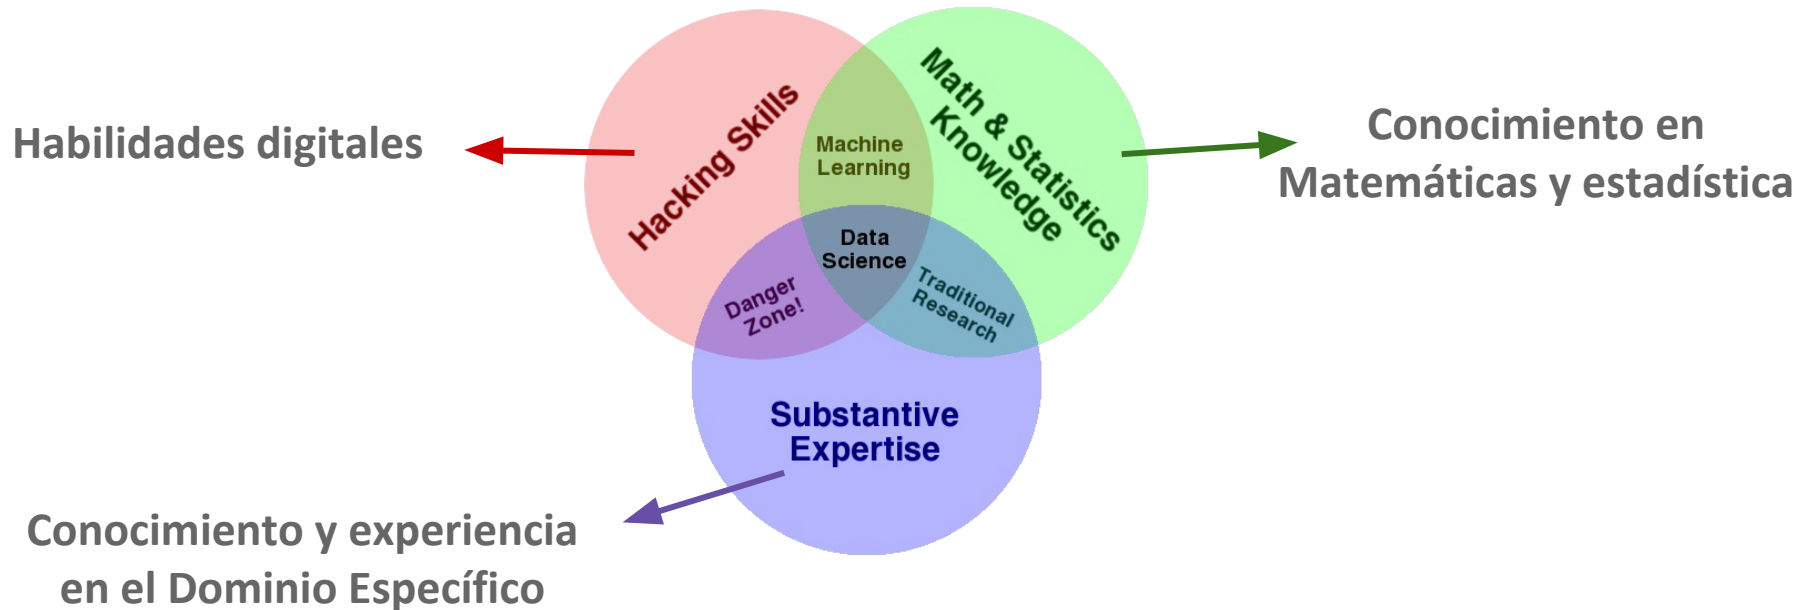 Habilidades digitales
Hacking Skills
Machine
Learning
Math & Statistics
Knowledge
Conocimiento en
Matemáticas y estadística
Data
Science
Danger
Zone!
Traditional
Research
Substantive
Expertise
Conocimiento y experiencia
en el Dominio Específico